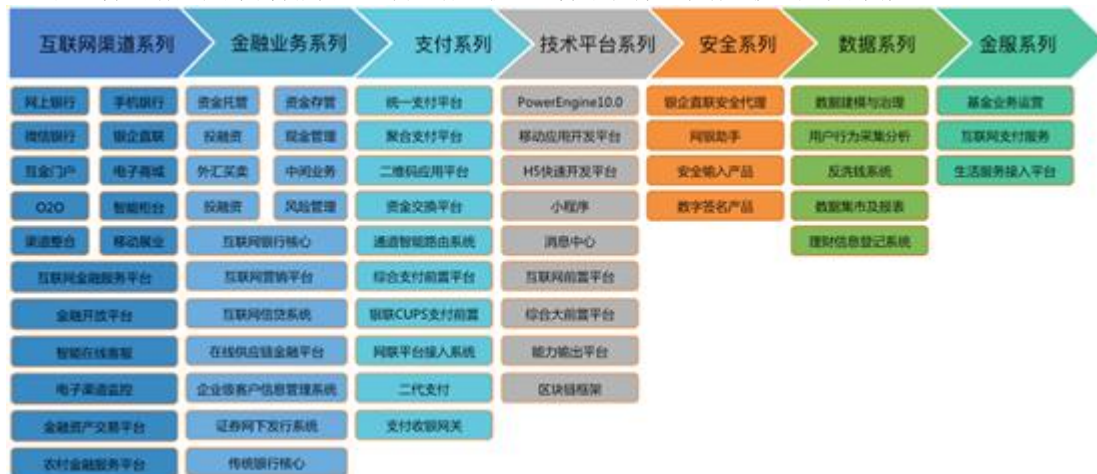 互联网渠道系列 金融业务系列 支付系列 技术平台系列 安全系列 数据系列 金服系列
网上银行 手机银行 资金托管 资金存管 统一支付平台 PowerEngine10.0 银企直联安全代理 数据建模与治理 基金业务运营
微信银行 银企直联 投融资 现金管理 聚合支付平台 移动应用开发平台 网银助手 用户行为采集分析 互联网支付服务
互金门户 电子商城 外汇买卖 中间业务 二维码应用平台 H5快速开发平台 安全输入产品 反洗钱系统 生活服务接入平台
O2O 智能柜台 投融资 风险管理 资金交换平台 小程序 数字签名产品 数据集市及报表
渠道整合 移动展业 互联网银行核心 通道智能路由系统 消息中心 理财信息登记系统
互联网金融服务平台 互联网营销平台 综合支付前置平台 互联网前置平台
金融开放平台 互联网信贷系统 银联CUPS支付前置 综合大前置平台
智能在线客服 在线供应链金融平台 网联平台接入系统 能力输出平台
电子渠道监控 企业级客户信息管理系统 二代支付 区块链框架
金融资产交易平台 证券网下发行系统 支付收银网关
农村金融服务平台 传统银行核心